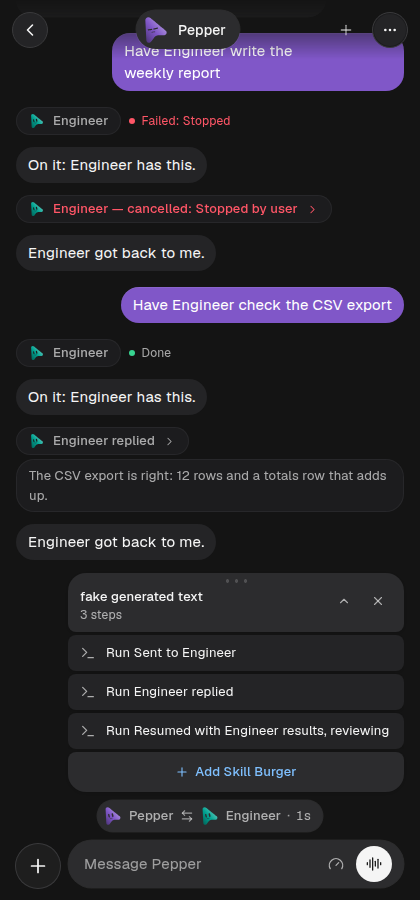 Pepper
Have Engineer write the
weekly report
Engineer
Failed: Stopped
On it: Engineer has this.
Engineer — cancelled: Stopped by user
Engineer got back to me.
Have Engineer check the CSV export
Engineer
Done
On it: Engineer has this.
Engineer replied
The CSV export is right: 12 rows and a totals row that adds
up.
Engineer got back to me.
fake generated text
3 steps
Run Sent to Engineer
Run Engineer replied
Run Resumed with Engineer results, reviewing
Add Skill Burger
Pepper Engineer · 1s
Message Pepper